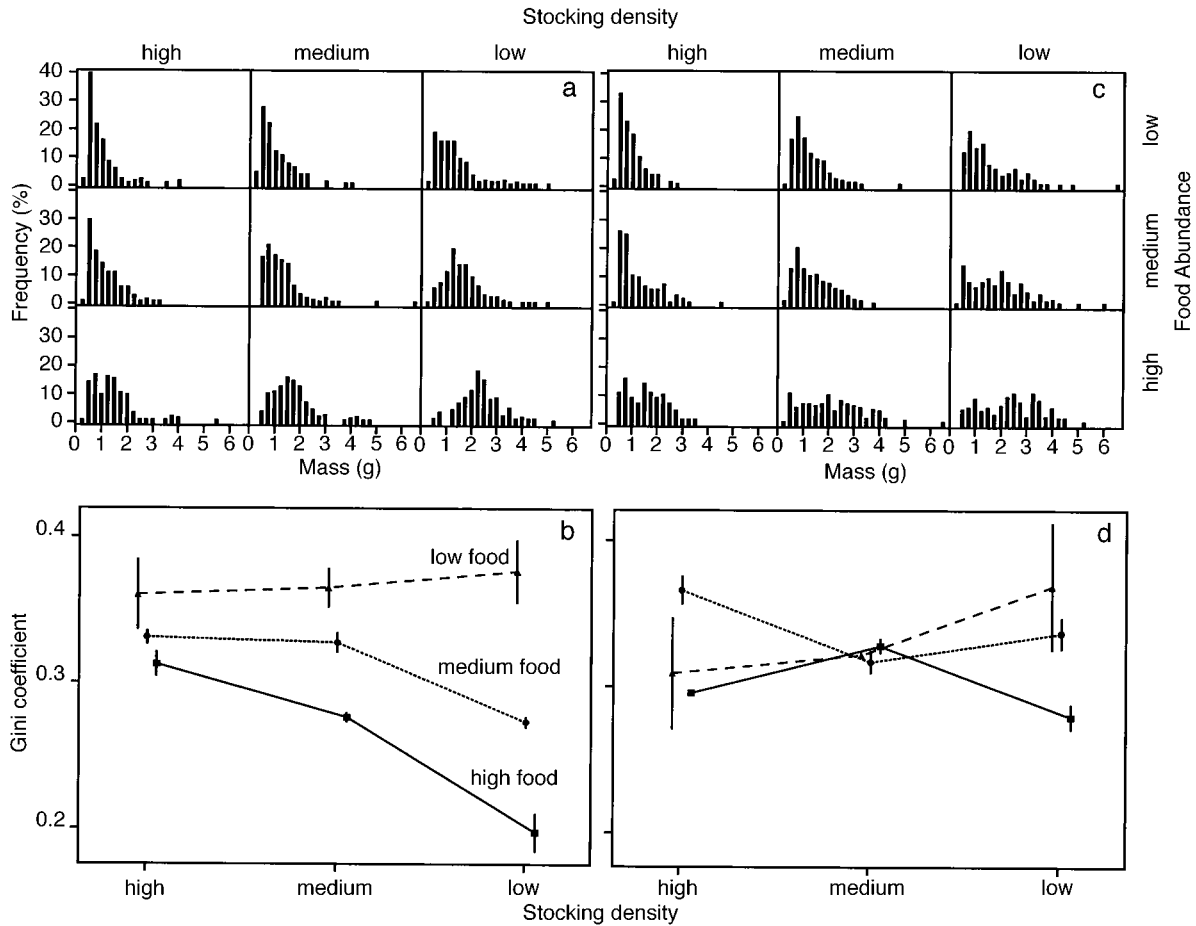 Stocking density
high medium low high medium low
40 a c low
30
20
10
0
Frequency (%)
30 medium
20
10
0
Food Abundance
30 high
20
10
0
0 1 2 3 4 5 6 0 1 2 3 4 5 6 0 1 2 3 4 5 6 0 1 2 3 4 5 6 0 1 2 3 4 5 6 0 1 2 3 4 5 6
Mass (g) Mass (g)
0.4 b d
low food
0.3
medium food
Gini coefficient
high food
0.2
high medium low high medium low
Stocking density